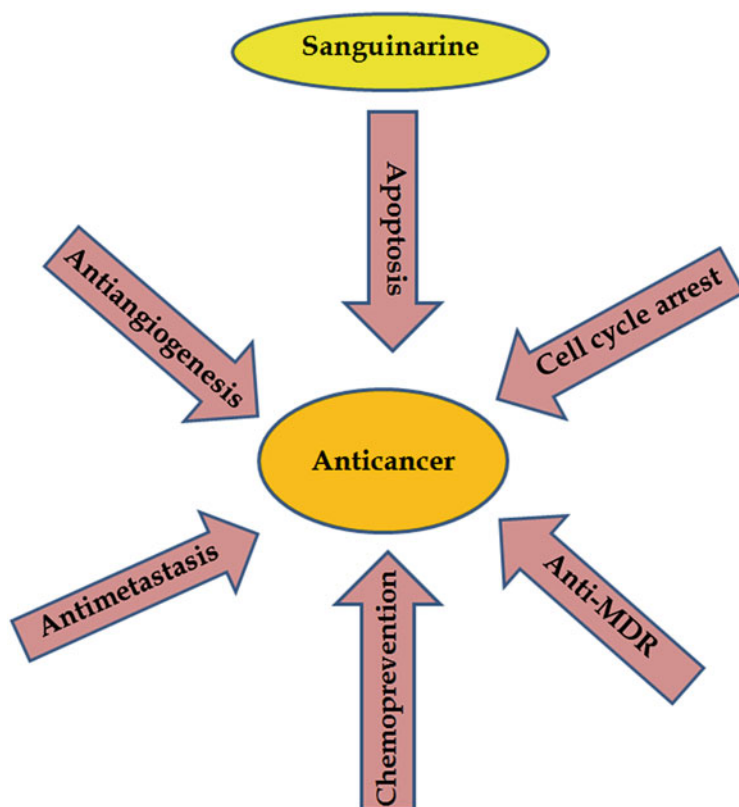 Sanguinarine
Apoptosis
Antiangiogenesis
Cell cycle arrest
Anticancer
Antimetastasis
Chemoprevention
Anti-MDR